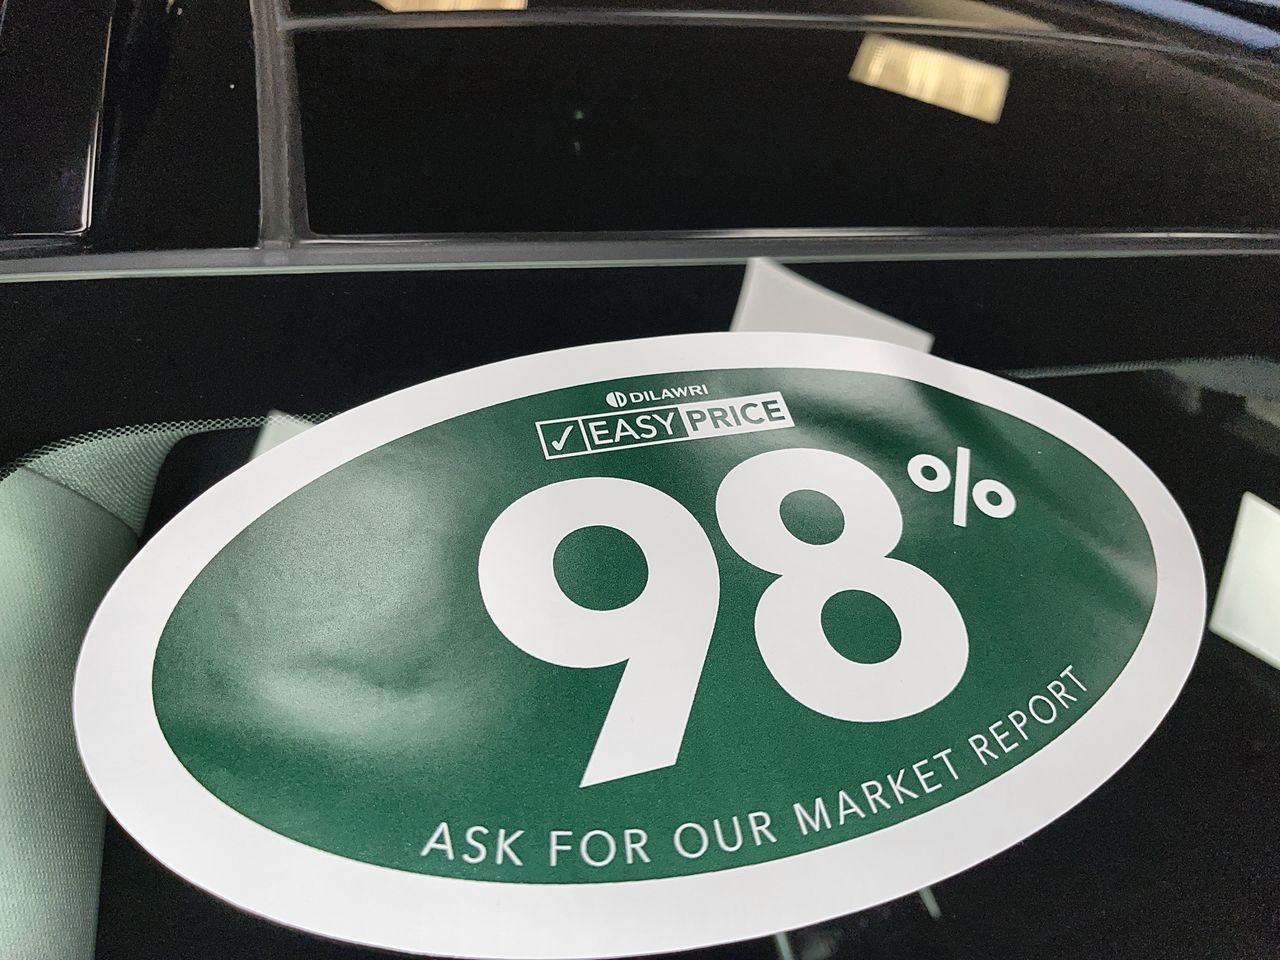 DILAWRI
✓ EASY PRICE
98%
ASK FOR OUR MARKET REPORT